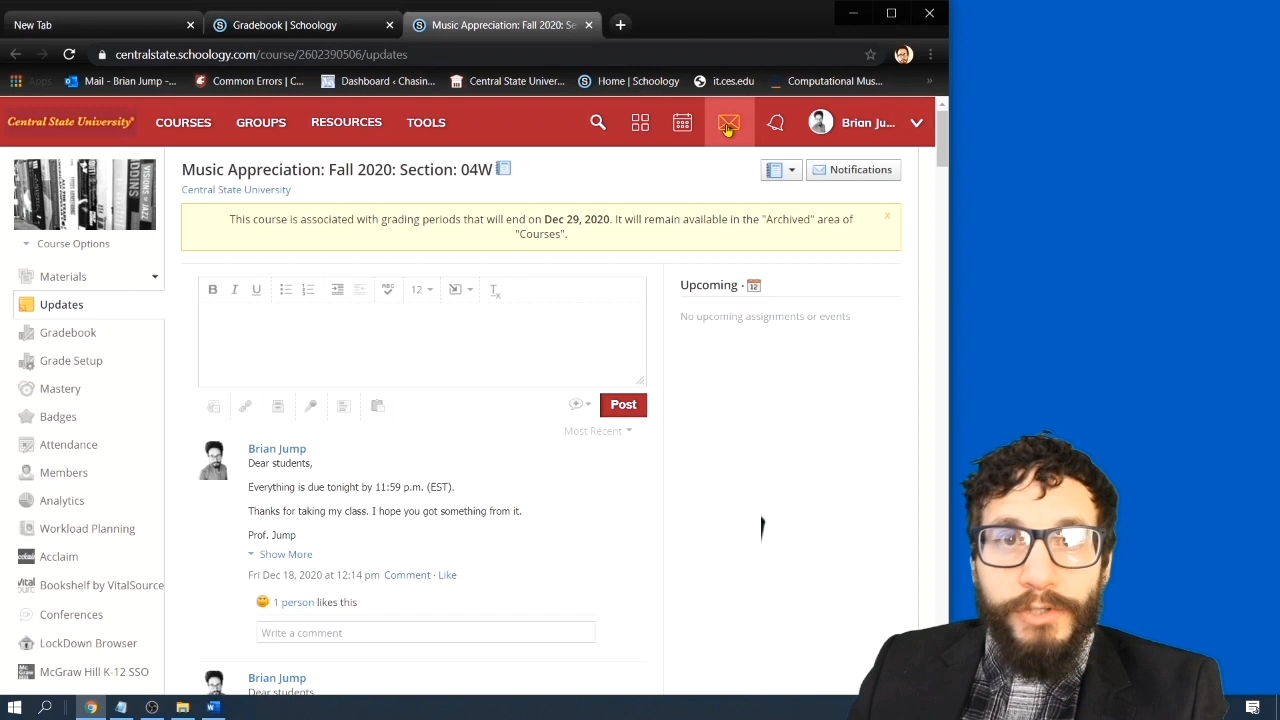 New Tab
Gradebook | Schoology
Music Appreciation: Fall 2020: Se
centralstate.schoology.com/course/2602390506/updates
Apps
Mail - Brian Jump -...
Common Errors | C...
Dashboard ‹ Chasin...
Central State Univer...
Home | Schoology
it.ces.edu
Computational Mus...
»
Central State University
COURSES
GROUPS
RESOURCES
TOOLS
Brian Ju...
Music Appreciation: Fall 2020: Section: 04W
Notifications
Central State University
This course is associated with grading periods that will end on Dec 29, 2020. It will remain available in the "Archived" area of
"Courses".
x
Course Options
Materials
Updates
Gradebook
Grade Setup
Mastery
Badges
Attendance
Members
Analytics
Workload Planning
Acclaim
Bookshelf by VitalSource
Conferences
LockDown Browser
McGraw Hill K-12 SSO
B I U
ABC
12
Tx
Post
Most Recent
Upcoming · 12
No upcoming assignments or events
Brian Jump
Dear students,
Everything is due tonight by 11:59 p.m. (EST).
Thanks for taking my class. I hope you got something from it.
Prof. Jump
Show More
Fri Dec 18, 2020 at 12:14 pm Comment · Like
1 person likes this
Write a comment
Brian Jump
Dear students